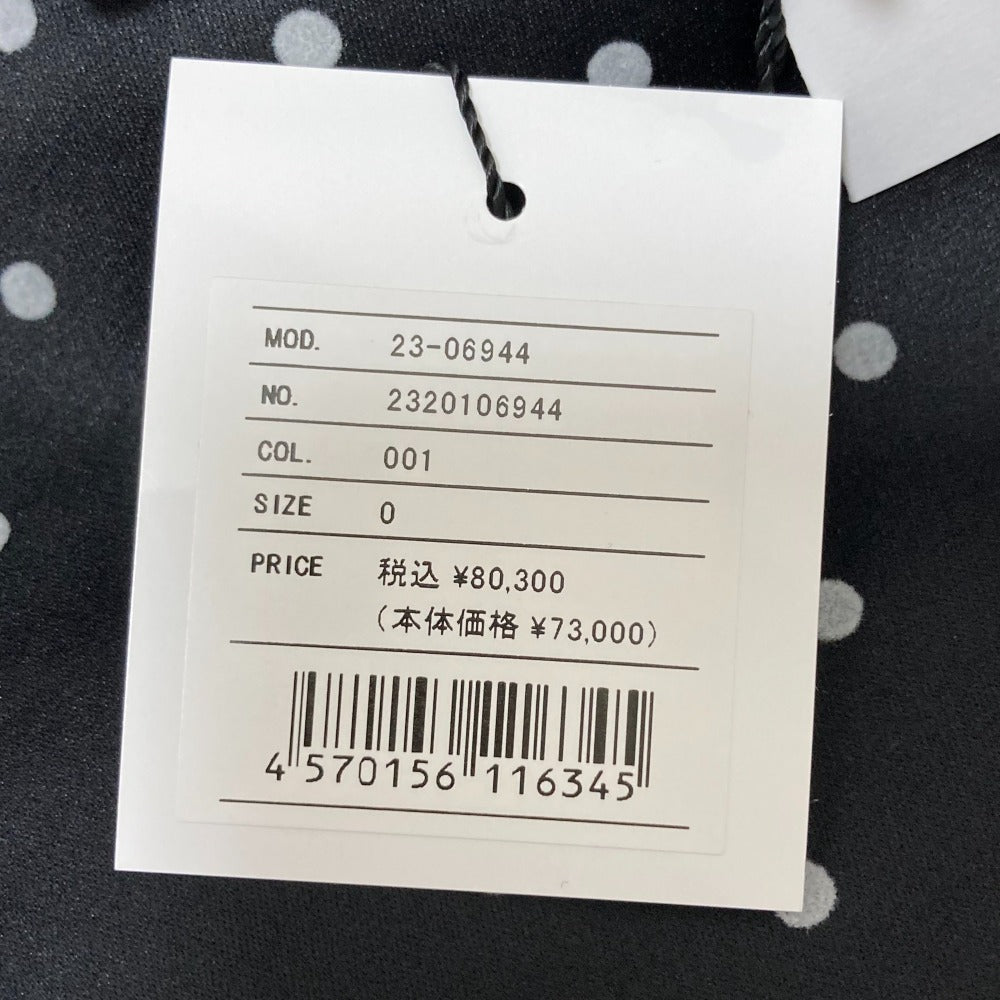 MOD. 23-06944
NO. 2320106944
COL. 001
SIZE 0
PRICE 税込 ¥80,300
(本体価格 ¥73,000)
4 570156 116345